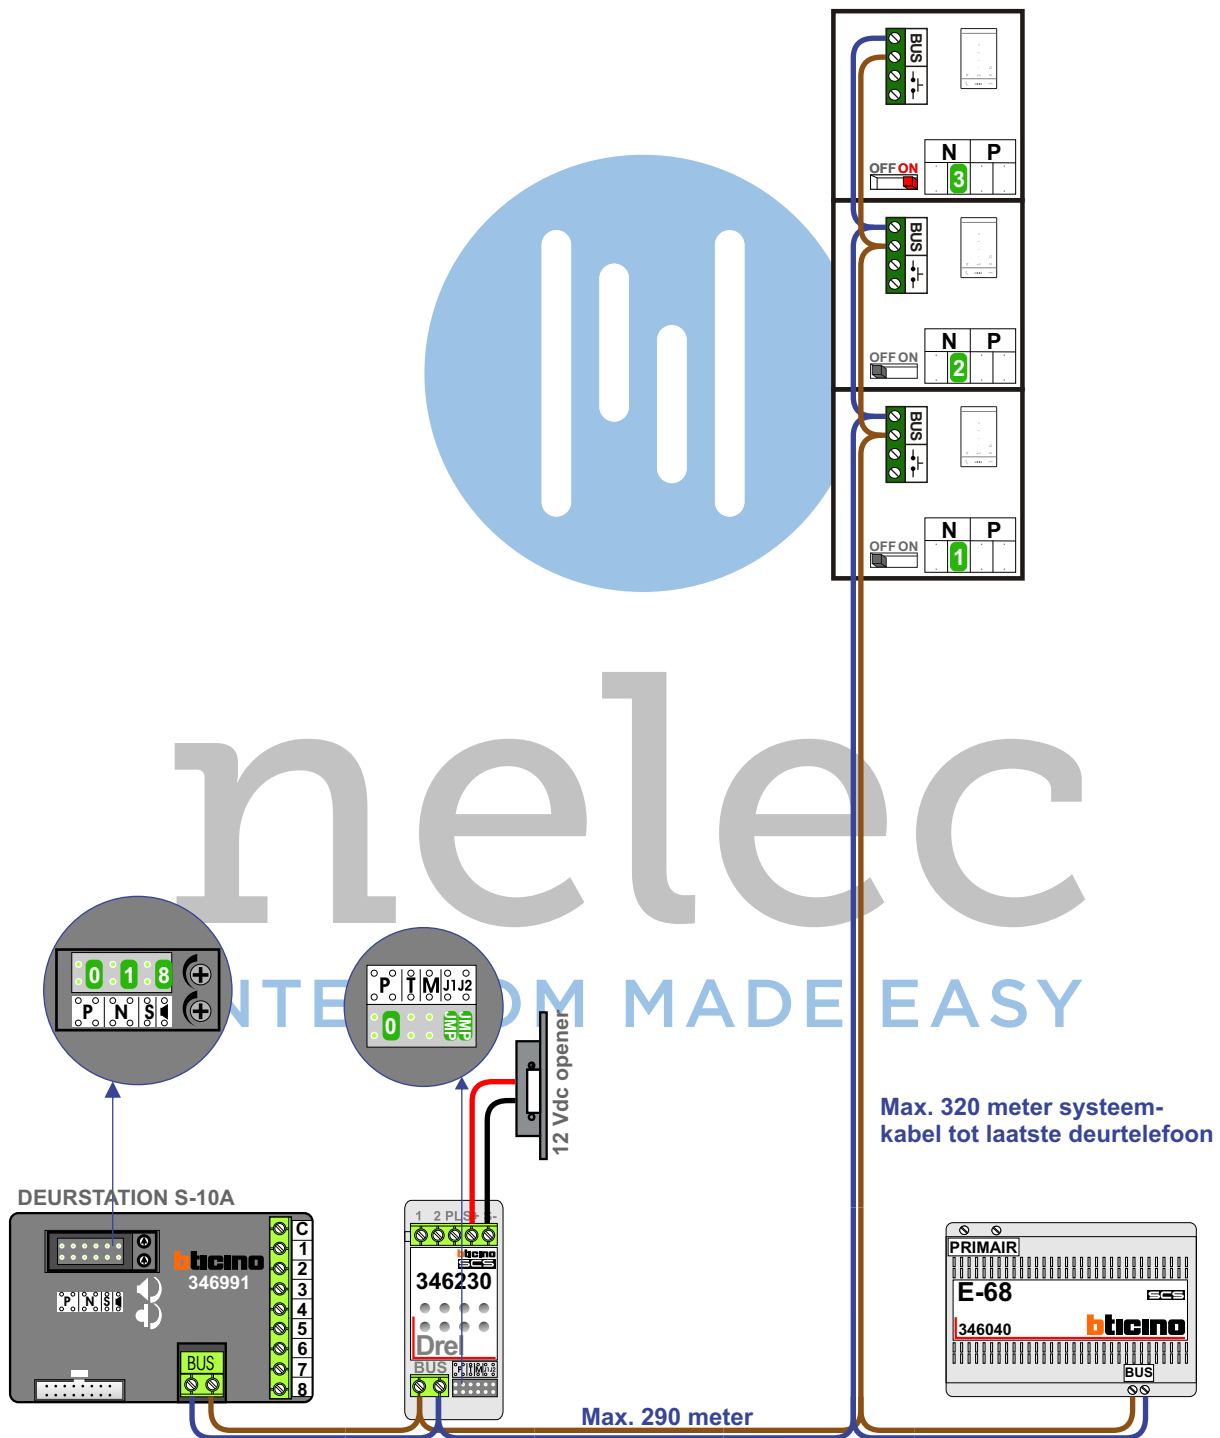 BUS
N P
OFF ON
3
BUS
N P
OFF ON
2
BUS
N P
OFF ON
1
nelec
INTERCOM MADE EASY
0 1 8
P N S
P T M J1 J2
0 JMP JMP
12 Vdc opener
Max. 320 meter systeem-
kabel tot laatste deurtelefoon
DEURSTATION S-10A
bticino
346991
P N S
C
1
2
3
4
5
6
7
8
BUS
1 2 PL S+ S-
bticino
SCS
346230
Drel
BUS
P T M J1 J2
Max. 290 meter
PRIMAIR
E-68
SCS
346040
bticino
BUS